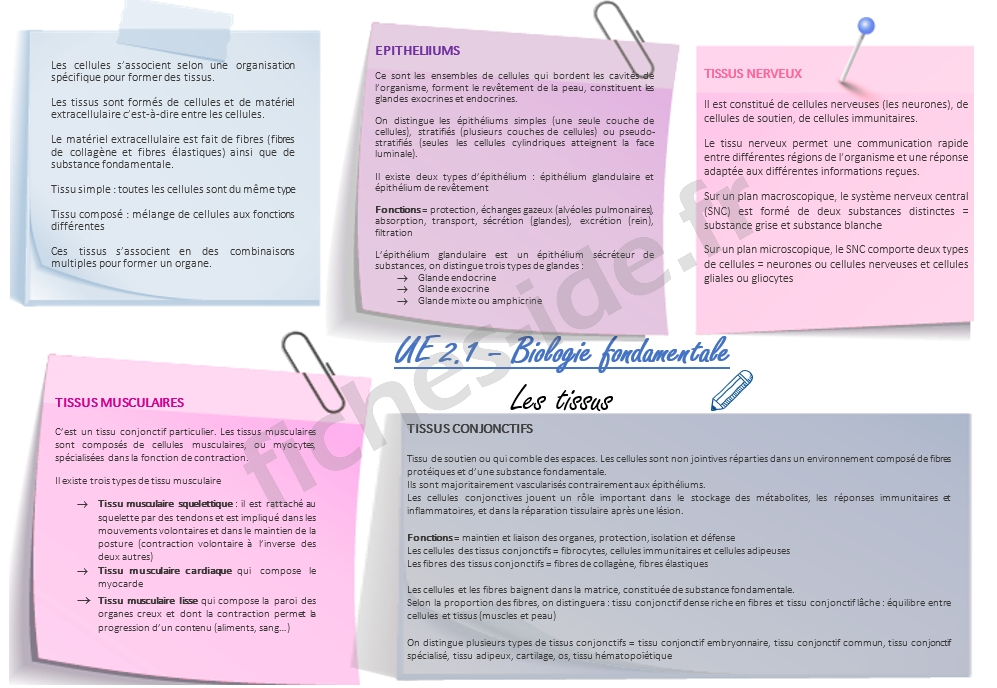 Les cellules s’associent selon une organisation
spécifique pour former des tissus.
Les tissus sont formés de cellules et de matériel
extracellulaire c’est-à-dire entre les cellules.
Le matériel extracellulaire est fait de fibres (fibres
de collagène et fibres élastiques) ainsi que de
substance fondamentale.
Tissu simple : toutes les cellules sont du même type
Tissu composé : mélange de cellules aux fonctions
différentes
Ces tissus s’associent en des combinaisons
multiples pour former un organe.
EPITHELIIUMS
Ce sont les ensembles de cellules qui bordent les cavités de
l’organisme, forment le revêtement de la peau, constituent les
glandes exocrines et endocrines.
On distingue les épithéliums simples (une seule couche de
cellules), stratifiés (plusieurs couches de cellules) ou pseudo-
stratifiés (seules les cellules cylindriques atteignent la face
luminale).
Il existe deux types d’épithélium : épithélium glandulaire et
épithélium de revêtement
Fonctions = protection, échanges gazeux (alvéoles pulmonaires),
absorption, transport, sécrétion (glandes), excrétion (rein),
filtration
L’épithélium glandulaire est un épithélium sécréteur de
substances, on distingue trois types de glandes :
→ Glande endocrine
→ Glande exocrine
→ Glande mixte ou amphicrine
TISSUS NERVEUX
Il est constitué de cellules nerveuses (les neurones), de
cellules de soutien, de cellules immunitaires.
Le tissu nerveux permet une communication rapide
entre différentes régions de l’organisme et une réponse
adaptée aux différentes informations reçues.
Sur un plan macroscopique, le système nerveux central
(SNC) est formé de deux substances distinctes =
substance grise et substance blanche
Sur un plan microscopique, le SNC comporte deux types
de cellules = neurones ou cellules nerveuses et cellules
gliales ou gliocytes
UE 2.1 – Biologie fondamentale
Les tissus
TISSUS MUSCULAIRES
C’est un tissu conjonctif particulier. Les tissus musculaires
sont composés de cellules musculaires, ou myocytes,
spécialisées dans la fonction de contraction.
Il existe trois types de tissu musculaire
→ Tissu musculaire squelettique : il est rattaché au
squelette par des tendons et est impliqué dans les
mouvements volontaires et dans le maintien de la
posture (contraction volontaire à l’inverse des
deux autres)
→ Tissu musculaire cardiaque qui compose le
myocarde
→ Tissu musculaire lisse qui compose la paroi des
organes creux et dont la contraction permet la
progression d’un contenu (aliments, sang…)
TISSUS CONJONCTIFS
Tissu de soutien ou qui comble des espaces. Les cellules sont non jointives réparties dans un environnement composé de fibres
protéiques et d’une substance fondamentale.
Ils sont majoritairement vascularisés contrairement aux épithéliums.
Les cellules conjonctives jouent un rôle important dans le stockage des métabolites, les réponses immunitaires et
inflammatoires, et dans la réparation tissulaire après une lésion.
Fonctions = maintien et liaison des organes, protection, isolation et défense
Les cellules des tissus conjonctifs = fibrocytes, cellules immunitaires et cellules adipeuses
Les fibres des tissus conjonctifs = fibres de collagène, fibres élastiques
Les cellules et les fibres baignent dans la matrice, constituée de substance fondamentale.
Selon la proportion des fibres, on distinguera : tissu conjonctif dense riche en fibres et tissu conjonctif lâche : équilibre entre
cellules et tissus (muscles et peau)
On distingue plusieurs types de tissus conjonctifs = tissu conjonctif embryonnaire, tissu conjonctif commun, tissu conjonctif
spécialisé, tissu adipeux, cartilage, os, tissu hématopoïétique
fiches-ide.fr